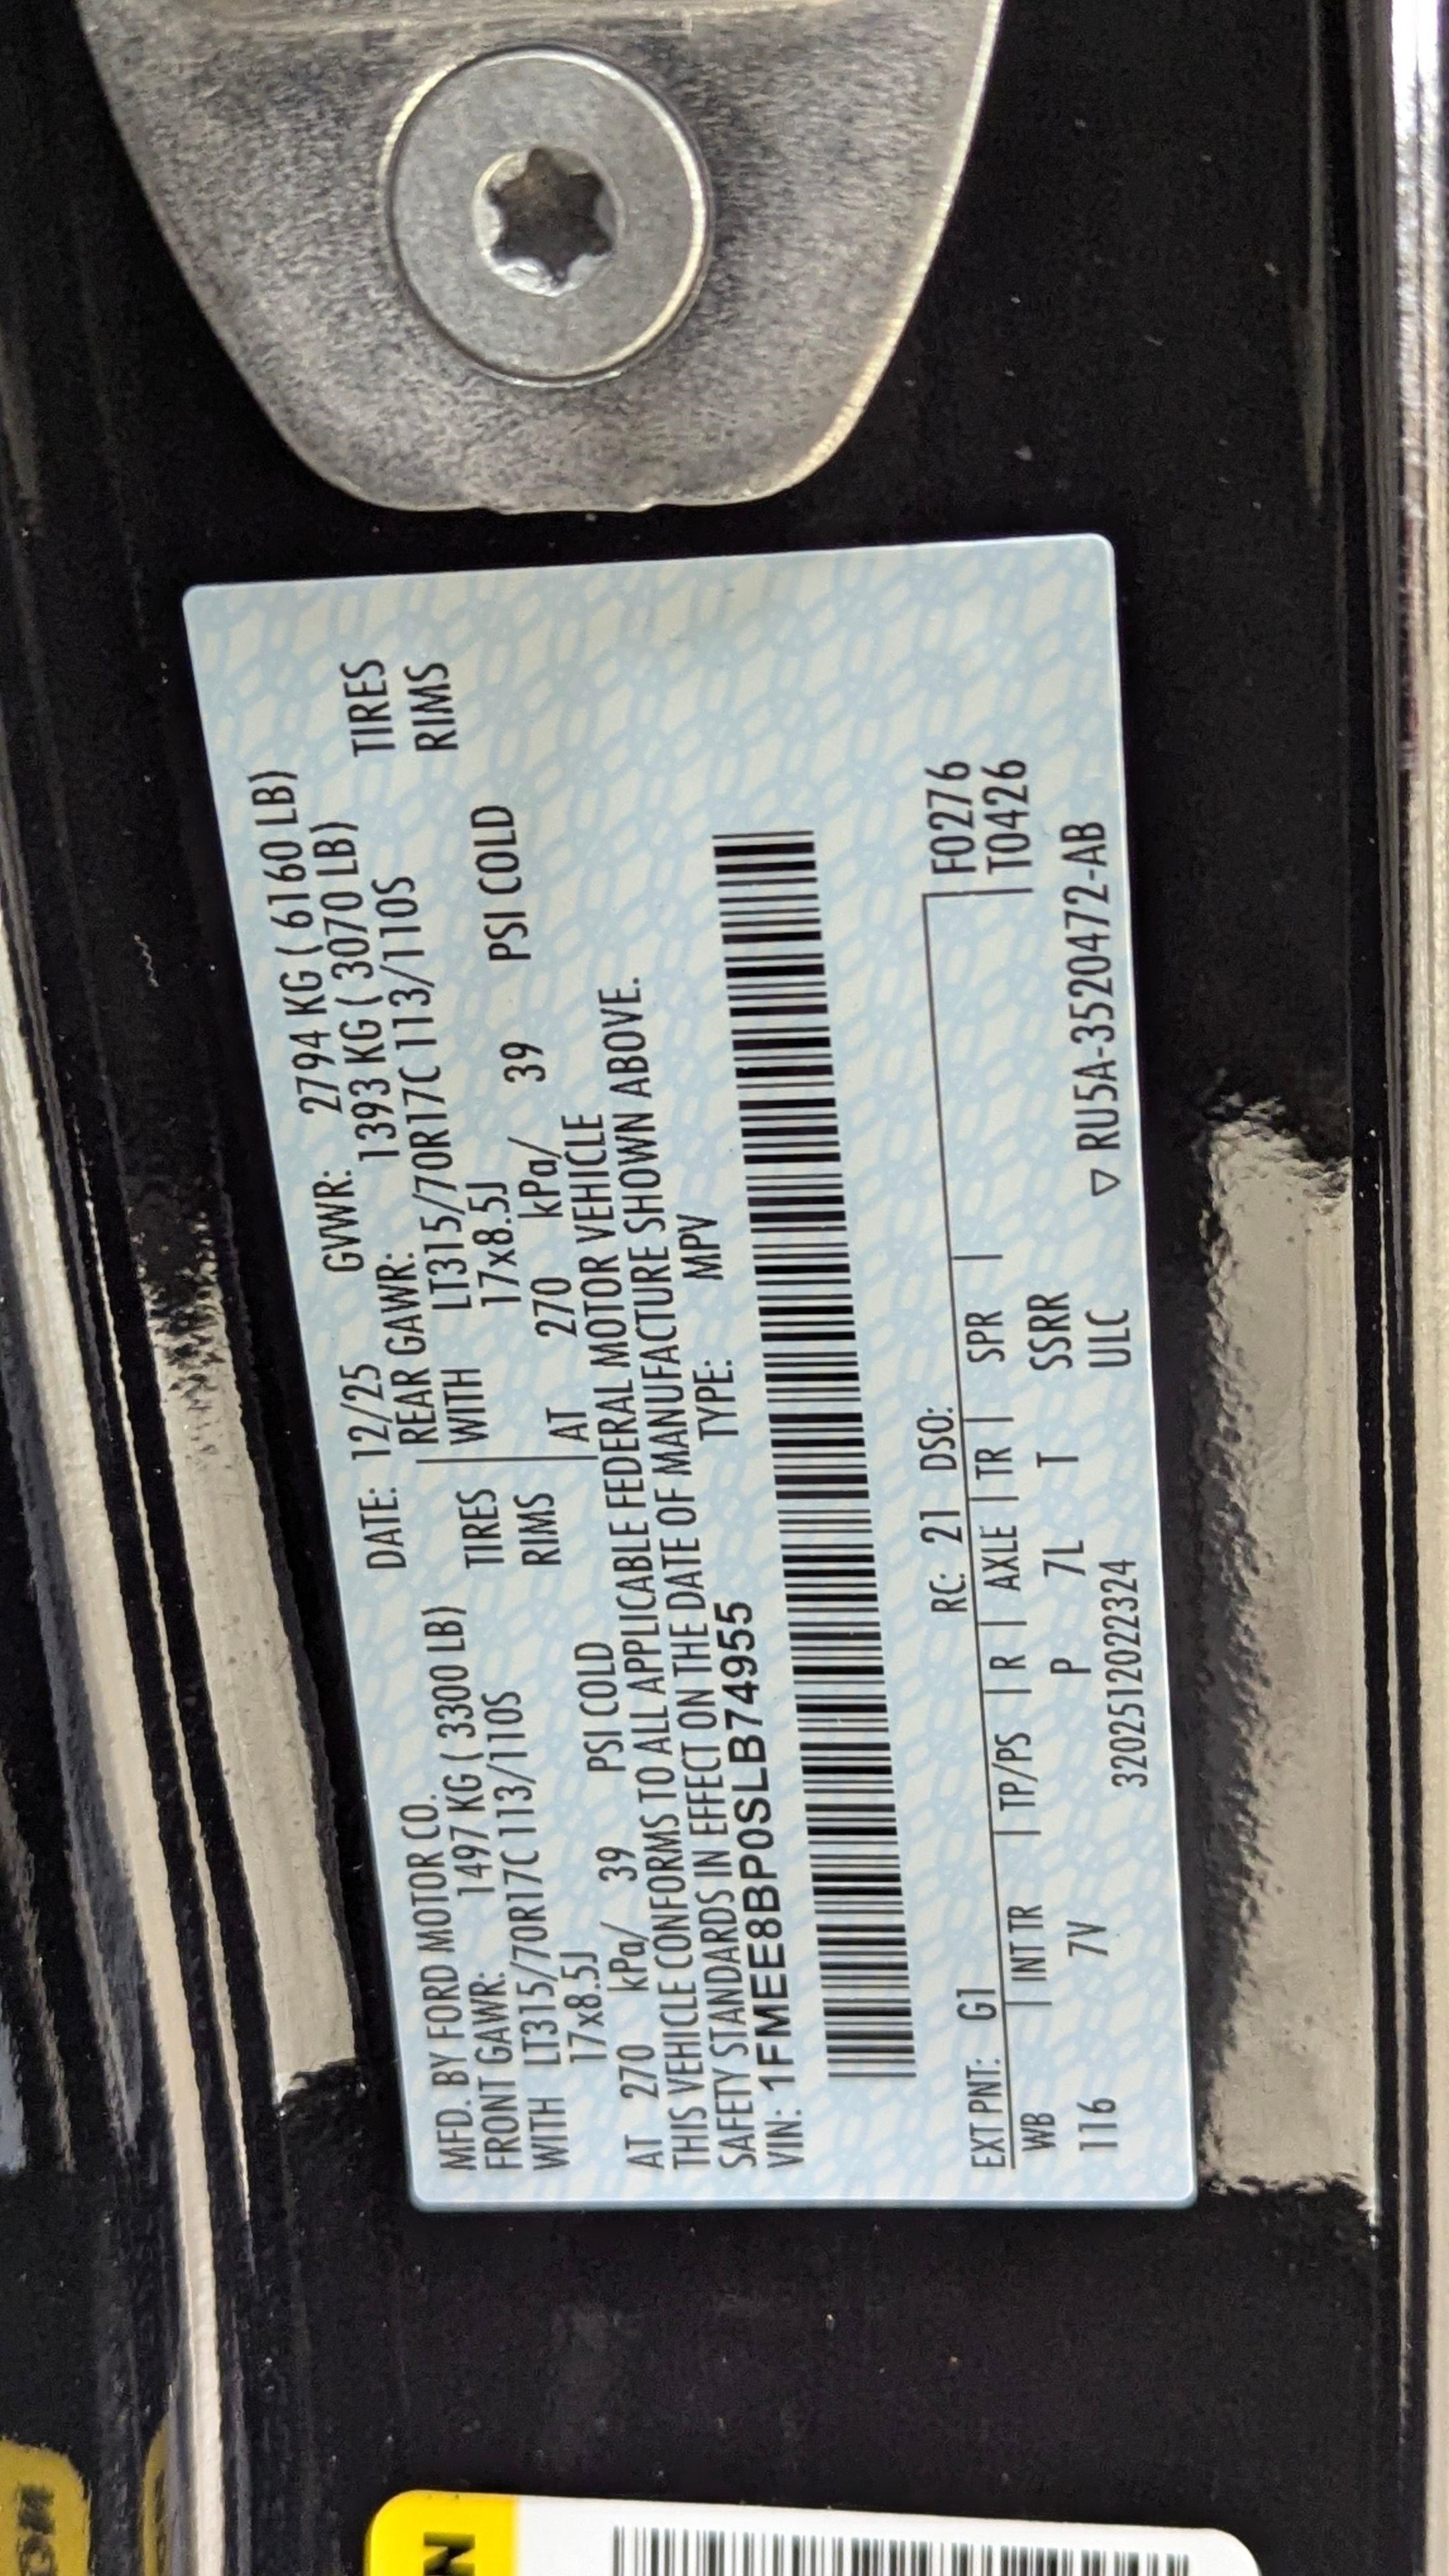 MFD. BY FORD MOTOR CO. DATE: 12/25 GVWR: 2794 KG ( 6160 LB)
FRONT GAWR: 1497 KG ( 3300 LB) REAR GAWR: 1393 KG ( 3070 LB)
WITH LT315/70R17C 113/110S TIRES WITH LT315/70R17C 113/110S TIRES
17x8.5J RIMS 17x8.5J RIMS
AT 270 kPa/ 39 PSI COLD AT 270 kPa/ 39 PSI COLD
THIS VEHICLE CONFORMS TO ALL APPLICABLE FEDERAL MOTOR VEHICLE
SAFETY STANDARDS IN EFFECT ON THE DATE OF MANUFACTURE SHOWN ABOVE.
VIN: 1FMEE8BP0SLB74955 TYPE: MPV
EXT PNT: G1 RC: 21 DSO: F0276
WB INT TR TP/PS R AXLE TR SPR T0426
116 7V P 7L T SSRR
320251202324 ULC ▽ RU5A-3520472-AB
N